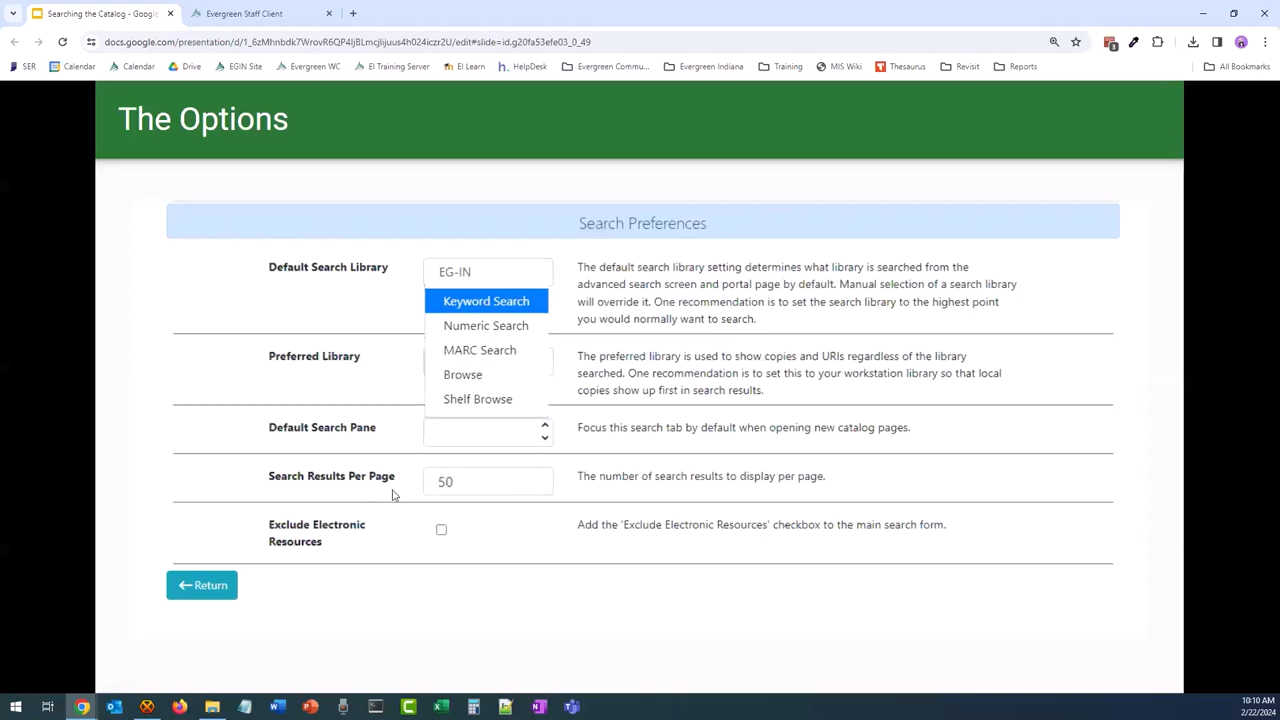 Searching the Catalog - Google
Evergreen Staff Client
docs.google.com/presentation/d/1_6zMhnbdk7WrovR6QP4IjBLmcjIijuus4h024iczr2U/edit#slide=id.g20fa53efe03_0_49
SER
Calendar
Calendar
Drive
EGIN Site
Evergreen WC
EI Training Server
EI Learn
HelpDesk
Evergreen Commu...
Evergreen Indiana
Training
MIS Wiki
Thesaurus
Revisit
Reports
All Bookmarks
The Options
Search Preferences
Default Search Library
EG-IN
The default search library setting determines what library is searched from the
advanced search screen and portal page by default. Manual selection of a search library
will override it. One recommendation is to set the search library to the highest point
you would normally want to search.
Keyword Search
Numeric Search
MARC Search
Browse
Shelf Browse
Preferred Library
The preferred library is used to show copies and URIs regardless of the library
searched. One recommendation is to set this to your workstation library so that local
copies show up first in search results.
Default Search Pane
Focus this search tab by default when opening new catalog pages.
Search Results Per Page
50
The number of search results to display per page.
Exclude Electronic
Resources
Add the 'Exclude Electronic Resources' checkbox to the main search form.
Return
10:10 AM
2/22/2024